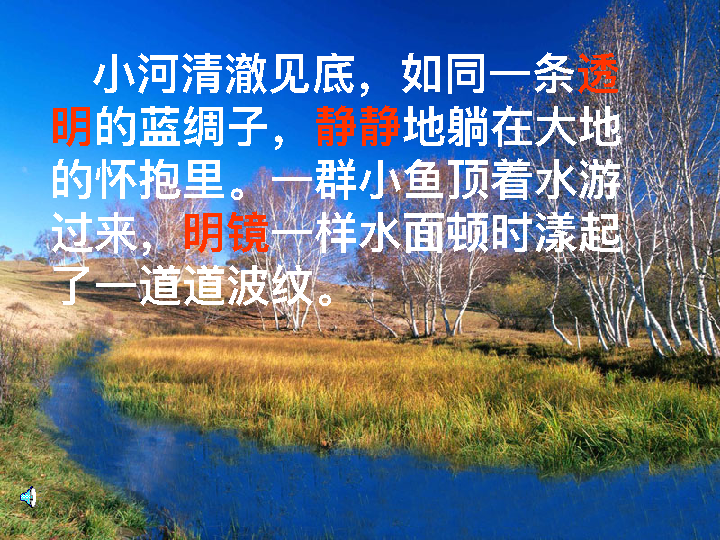 小河清澈见底，如同一条透
明的蓝绸子，静静地躺在大地
的怀抱里。一群小鱼顶着水游
过来，明镜一样水面顿时漾起
了一道道波纹。